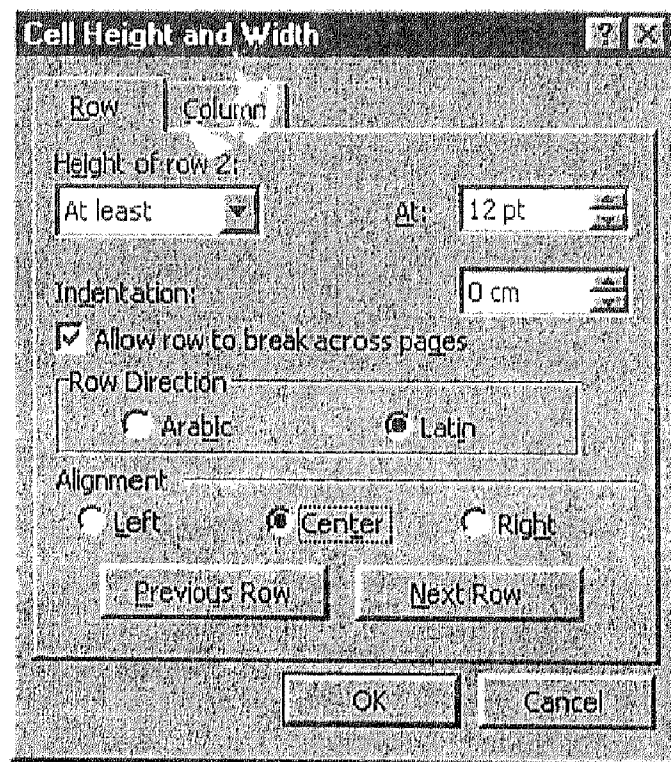 Cell Height and Width
Row Column
Height of row 2:
At least At: 12 pt
Indentation: 0 cm
Allow row to break across pages
Row Direction
Arabic Latin
Alignment
Left Center Right
Previous Row Next Row
OK Cancel